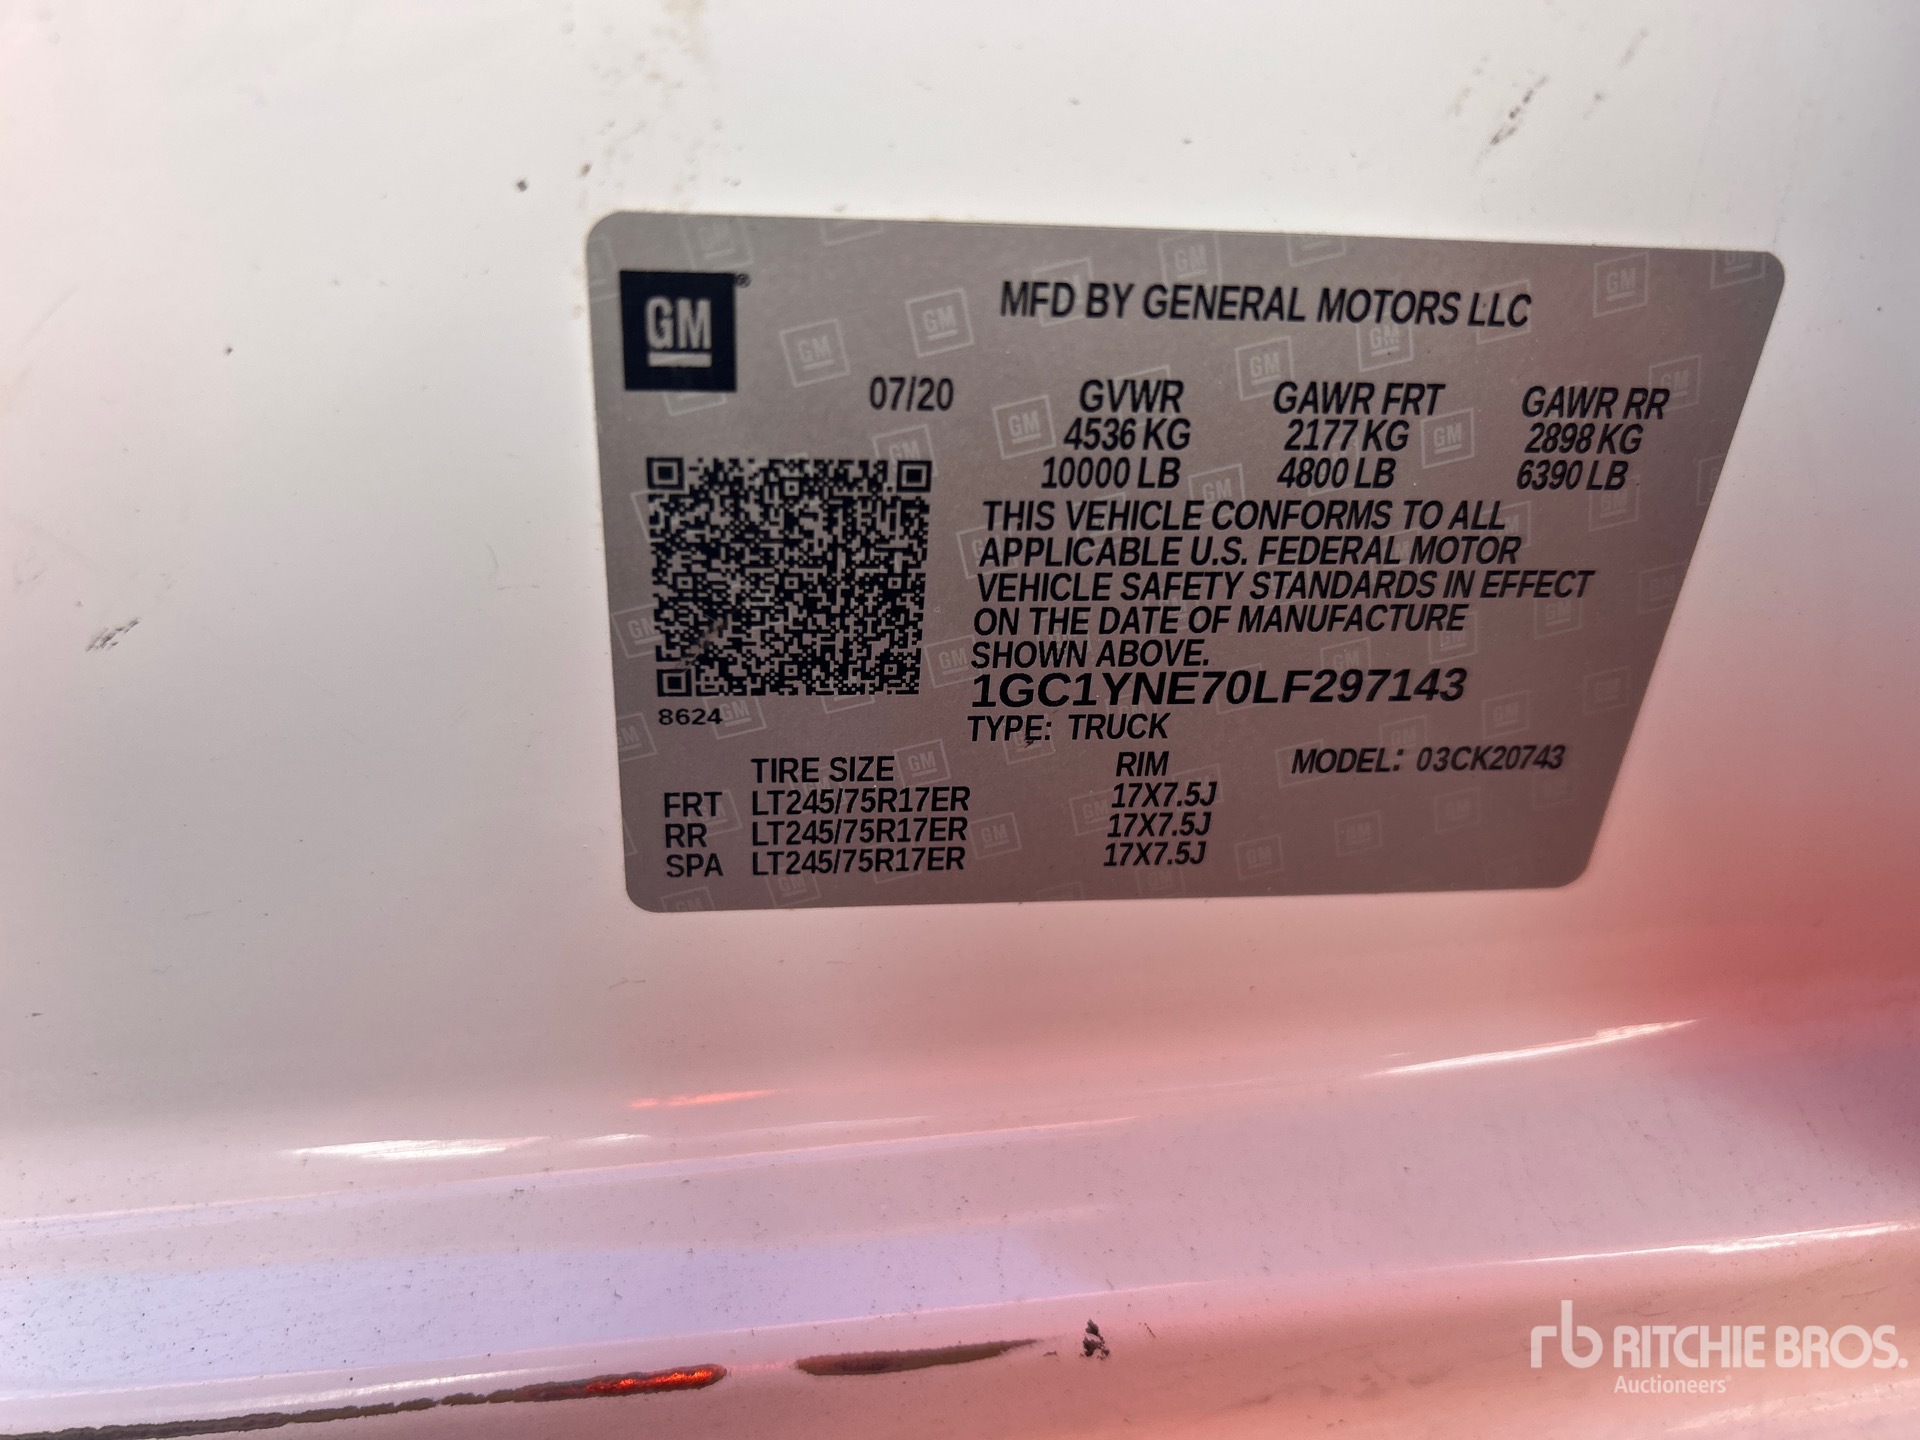 GM
MFD BY GENERAL MOTORS LLC
07/20 GVWR GAWR FRT GAWR RR
4536 KG 2177 KG 2898 KG
10000 LB 4800 LB 6390 LB
THIS VEHICLE CONFORMS TO ALL
APPLICABLE U.S. FEDERAL MOTOR
VEHICLE SAFETY STANDARDS IN EFFECT
ON THE DATE OF MANUFACTURE
SHOWN ABOVE.
1GC1YNE70LF297143
8624
TYPE: TRUCK
TIRE SIZE RIM MODEL: 03CK20743
FRT LT245/75R17ER 17X7.5J
RR LT245/75R17ER 17X7.5J
SPA LT245/75R17ER 17X7.5J
rb RITCHIE BROS.
Auctioneers